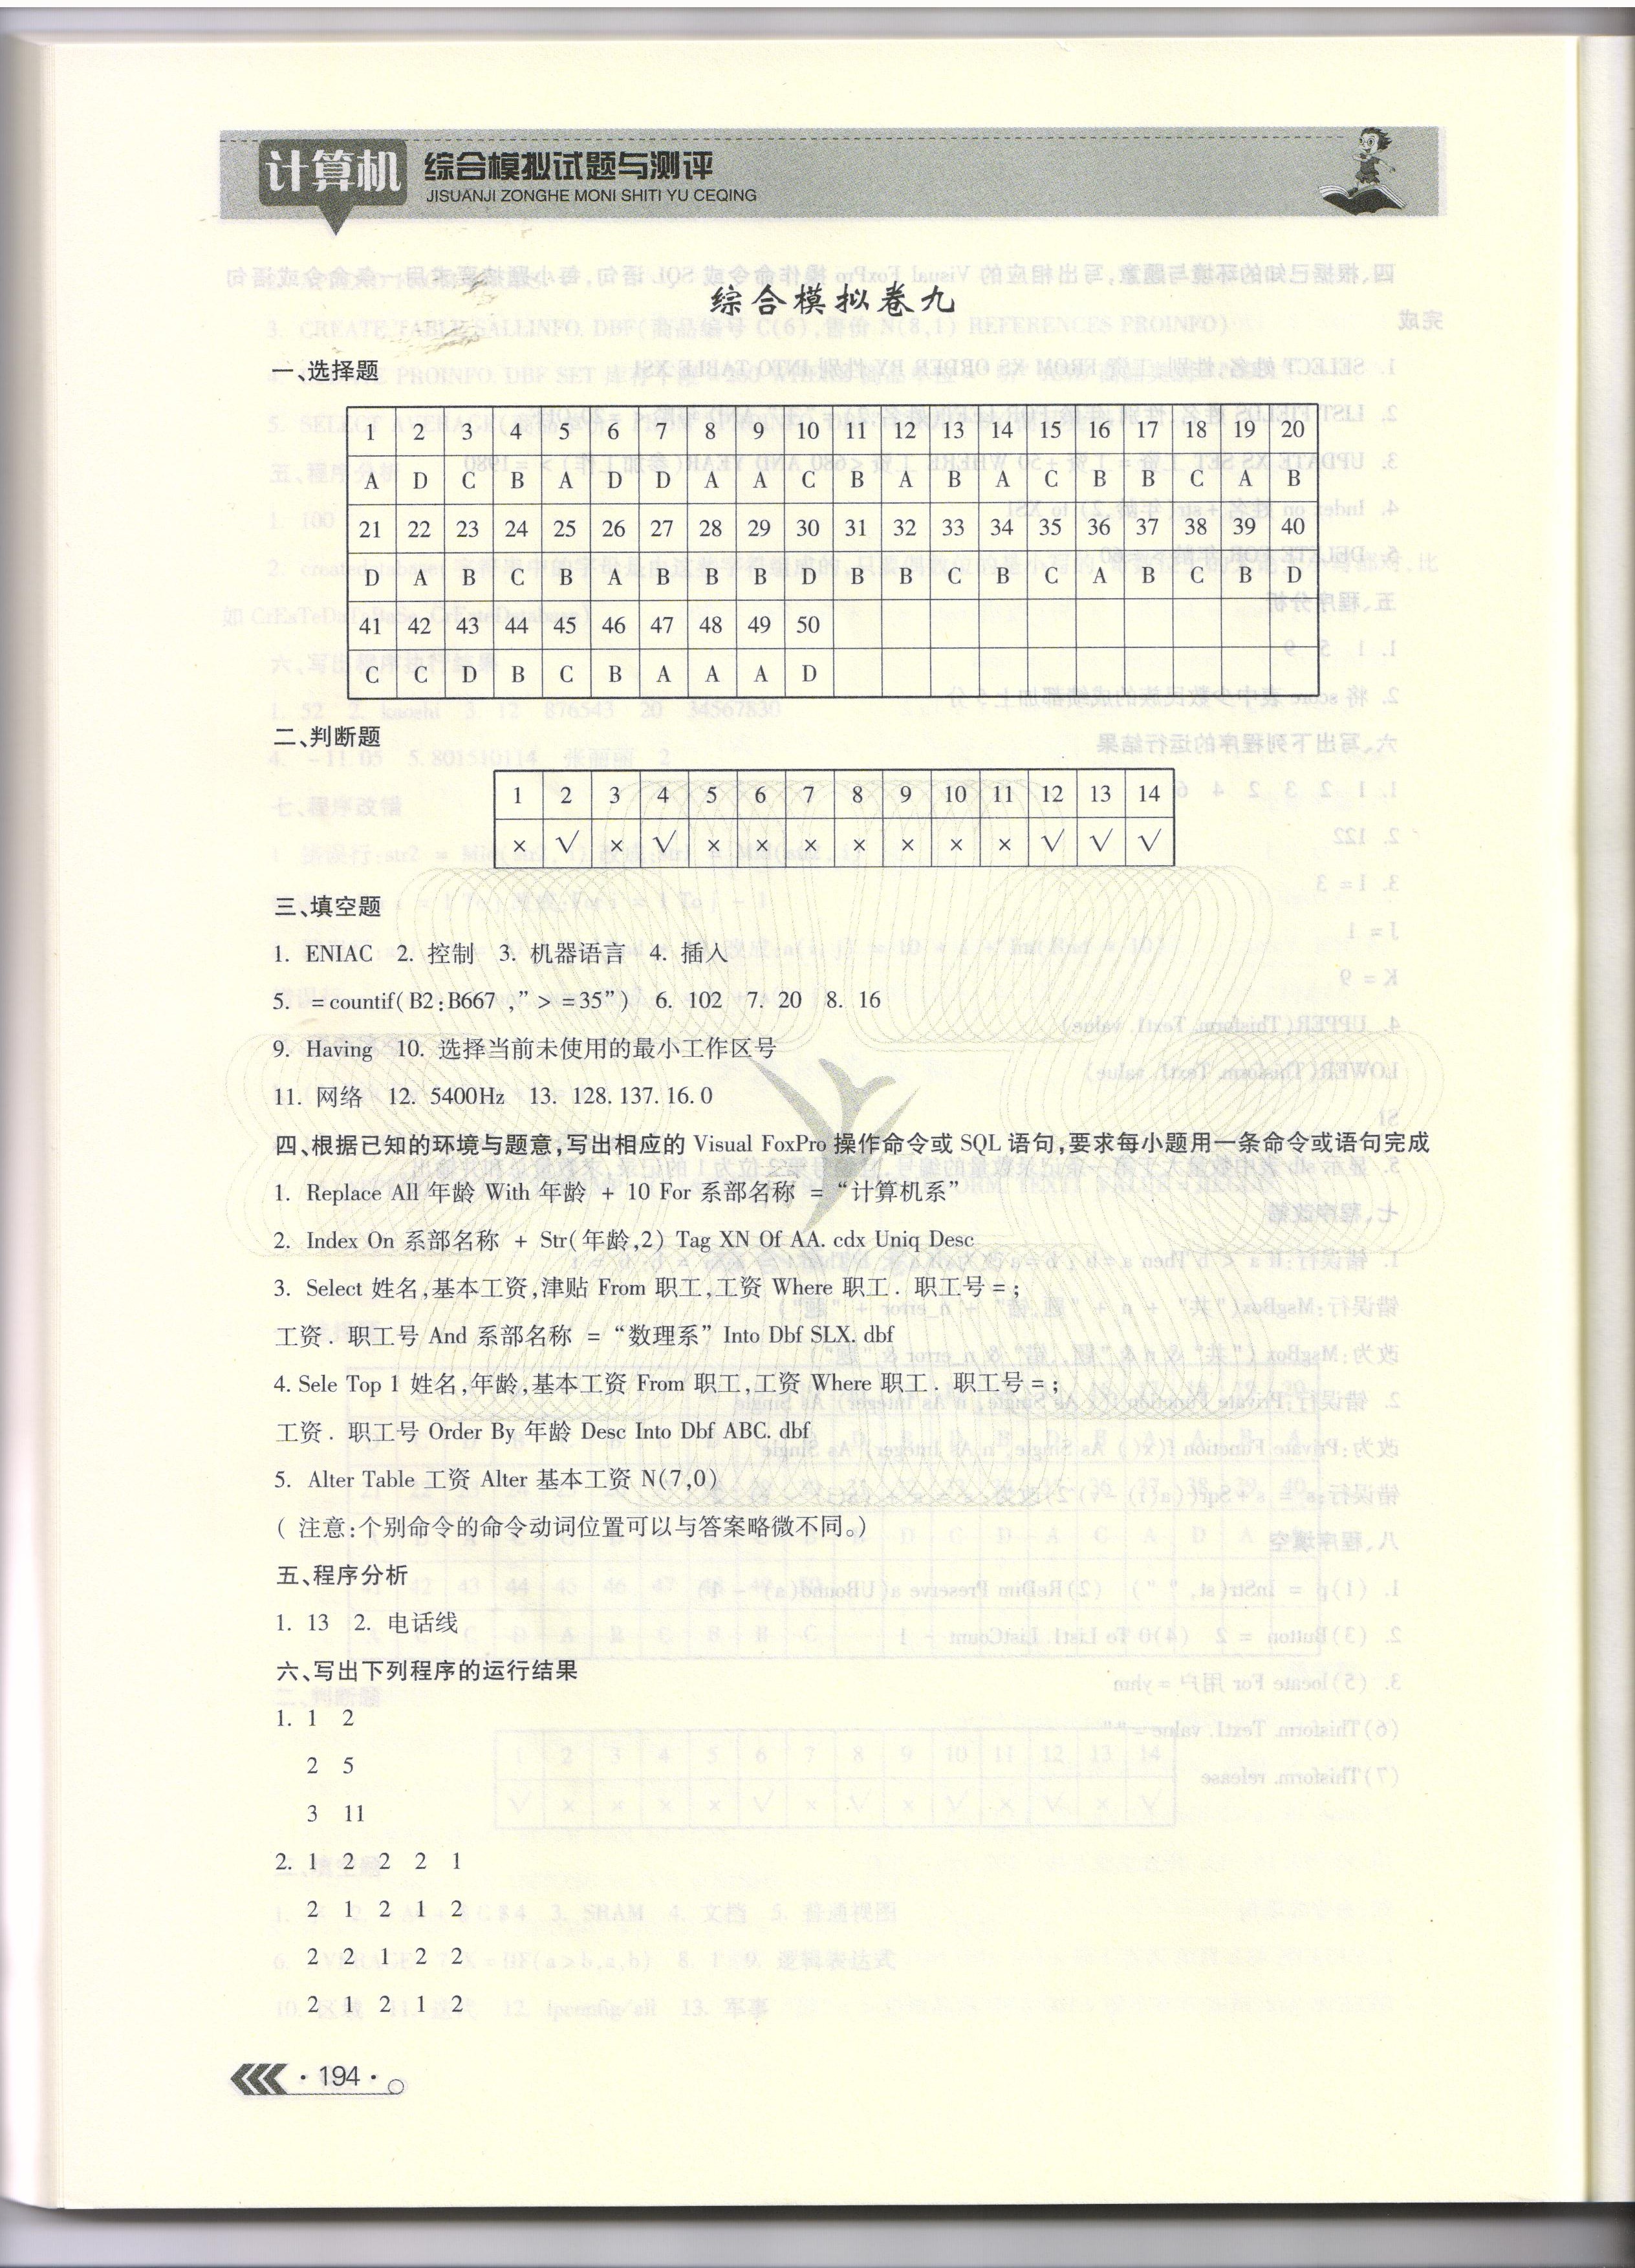 计算机 综合模拟试题与测评
JISUANJI ZONGHE MONI SHITI YU CEQING
综合模拟卷九
一、选择题
1 2 3 4 5 6 7 8 9 10 11 12 13 14 15 16 17 18 19 20
A D C B A D D A A C B A B A C B B C A B
21 22 23 24 25 26 27 28 29 30 31 32 33 34 35 36 37 38 39 40
D A B C B A B B B D B B C B C A B C B D
41 42 43 44 45 46 47 48 49 50
C C D B C B A A A D
二、判断题
1 2 3 4 5 6 7 8 9 10 11 12 13 14
× √ × √ × × × × × × × √ √ √
三、填空题
1. ENIAC 2. 控制 3. 机器语言 4. 插入
5. =countif(B2:B667 ,”> =35”) 6. 102 7. 20 8. 16
9. Having 10. 选择当前未使用的最小工作区号
11. 网络 12. 5400Hz 13. 128.137.16.0
四、根据已知的环境与题意,写出相应的 Visual FoxPro 操作命令或 SQL 语句,要求每小题用一条命令或语句完成
1. Replace All 年龄 With 年龄 + 10 For 系部名称 =“计算机系”
2. Index On 系部名称 + Str(年龄,2) Tag XN Of AA. cdx Uniq Desc
3. Select 姓名,基本工资,津贴 From 职工,工资 Where 职工. 职工号 = ;
工资. 职工号 And 系部名称 =“数理系”Into Dbf SLX. dbf
4. Sele Top 1 姓名,年龄,基本工资 From 职工,工资 Where 职工. 职工号 = ;
工资. 职工号 Order By 年龄 Desc Into Dbf ABC. dbf
5. Alter Table 工资 Alter 基本工资 N(7,0)
( 注意:个别命令的命令动词位置可以与答案略微不同。)
五、程序分析
1. 13 2. 电话线
六、写出下列程序的运行结果
1. 1 2
2 5
3 11
2. 1 2 2 2 1
2 1 2 1 2
2 2 1 2 2
2 1 2 1 2
·194·